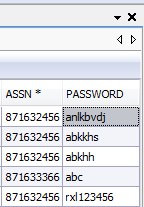 ASSN * PASSWORD
871632456 anlkbvdj
871632456 abkkhs
871632456 abkhh
871633366 abc
871632456 rxl123456